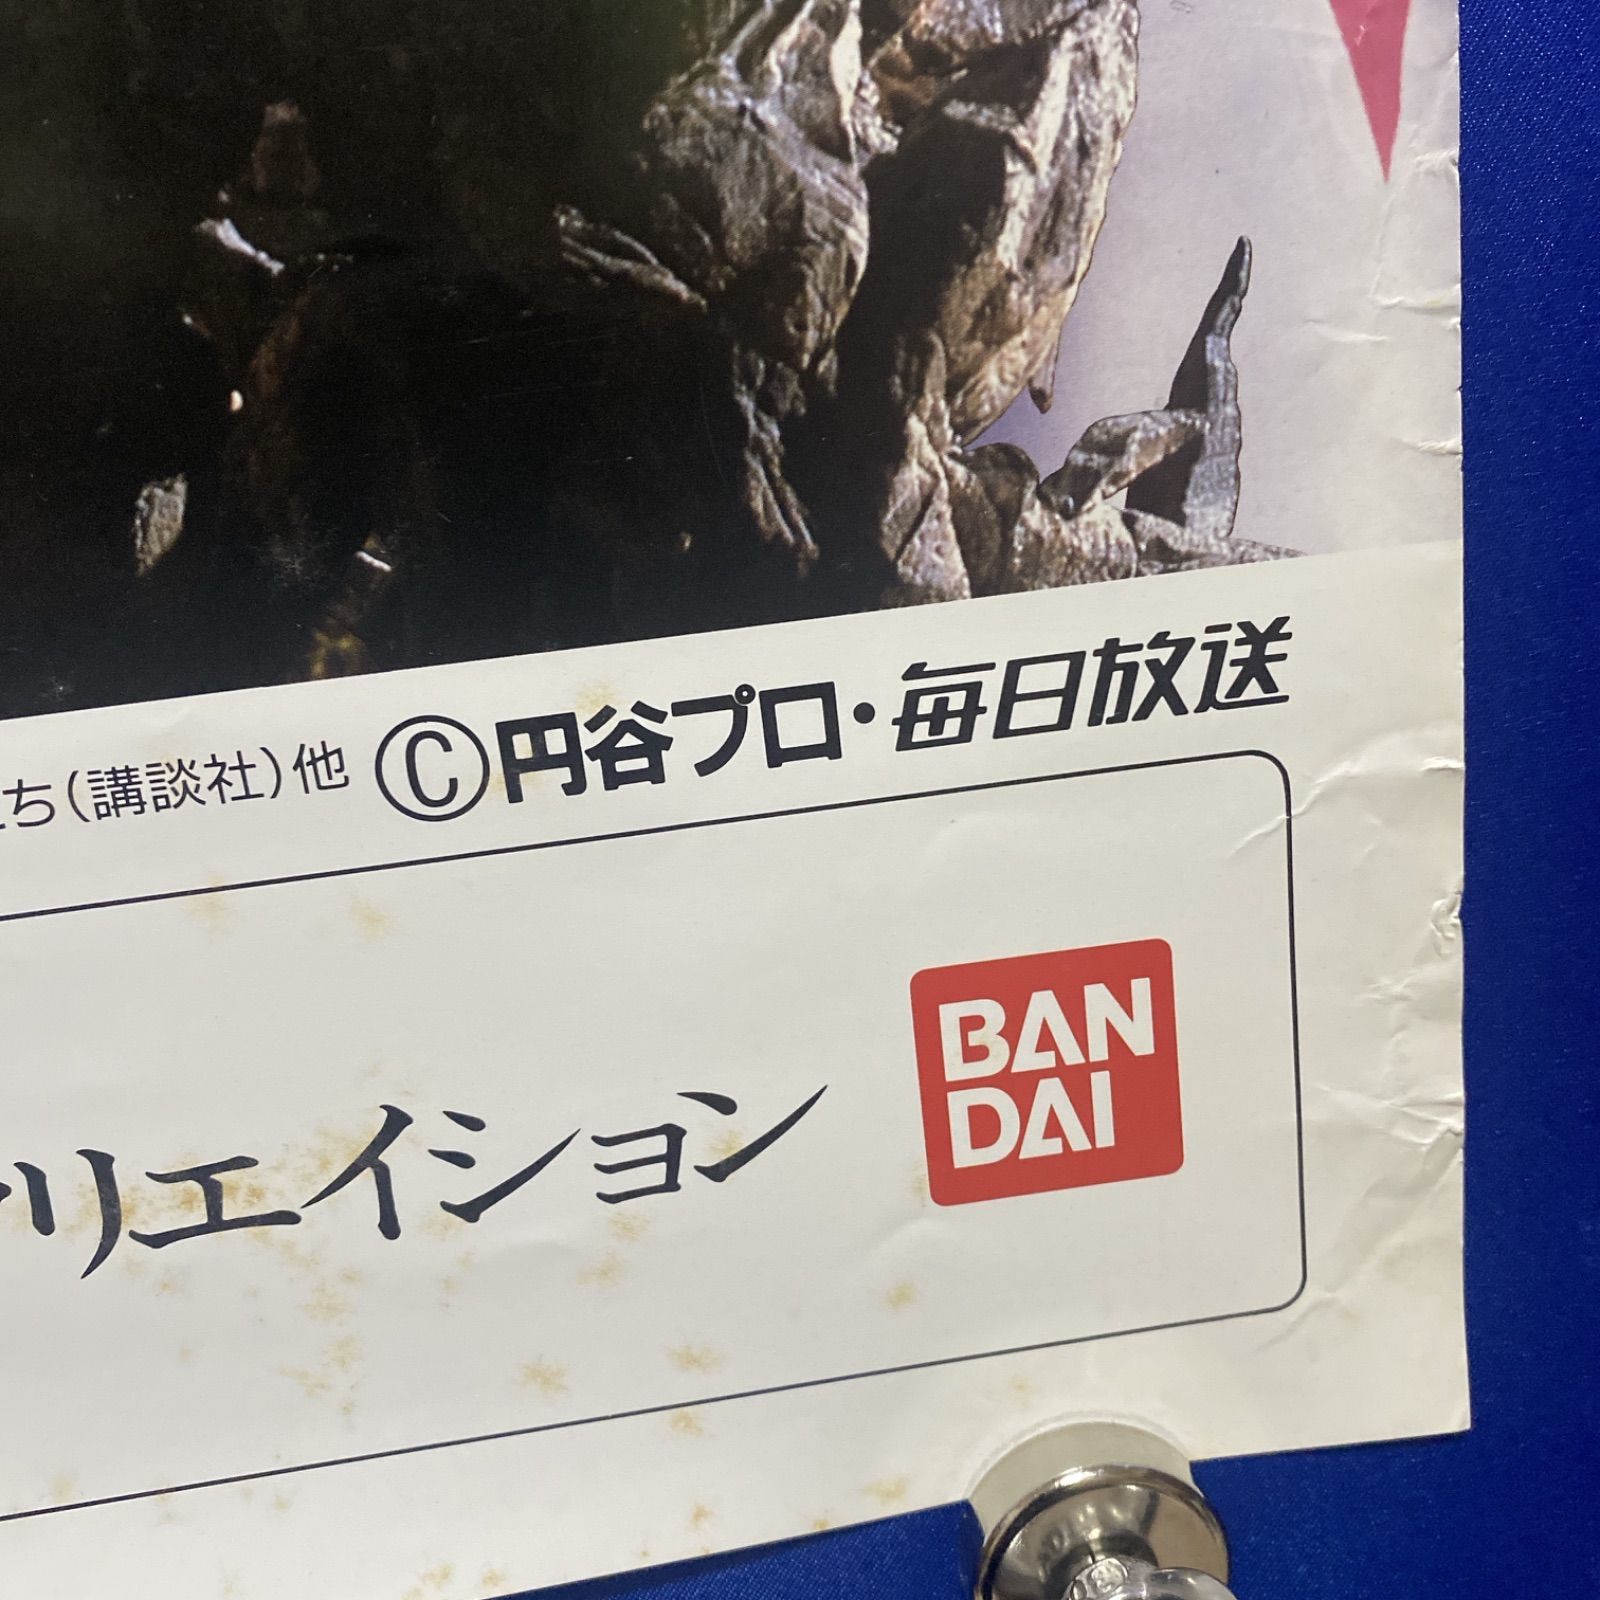 ち(講談社)他 Ⓒ円谷プロ・毎日放送
リエイション
BAN
DAI